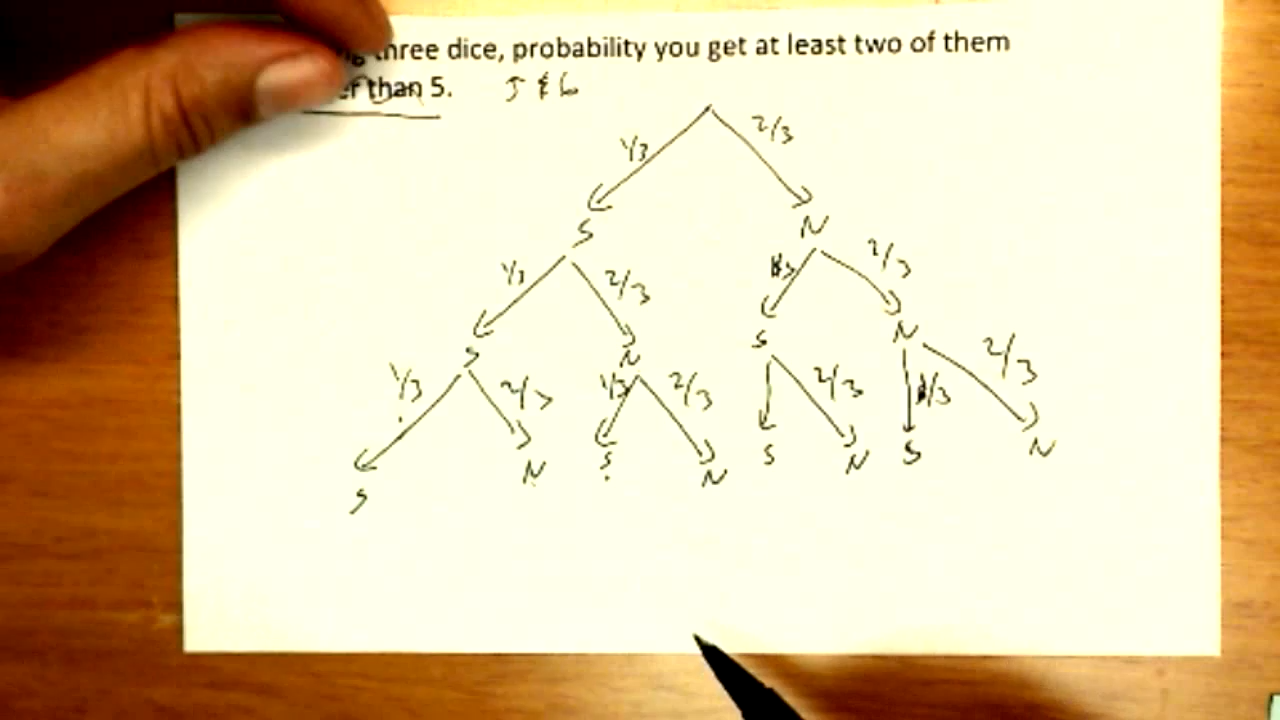 three dice, probability you get at least two of them
than 5. 5 & 6
1/3 2/3
S N
1/3 2/3 1/3 2/3
S N S N
1/3 2/3 1/3 2/3 2/3 1/3 2/3
S N S N S N S N